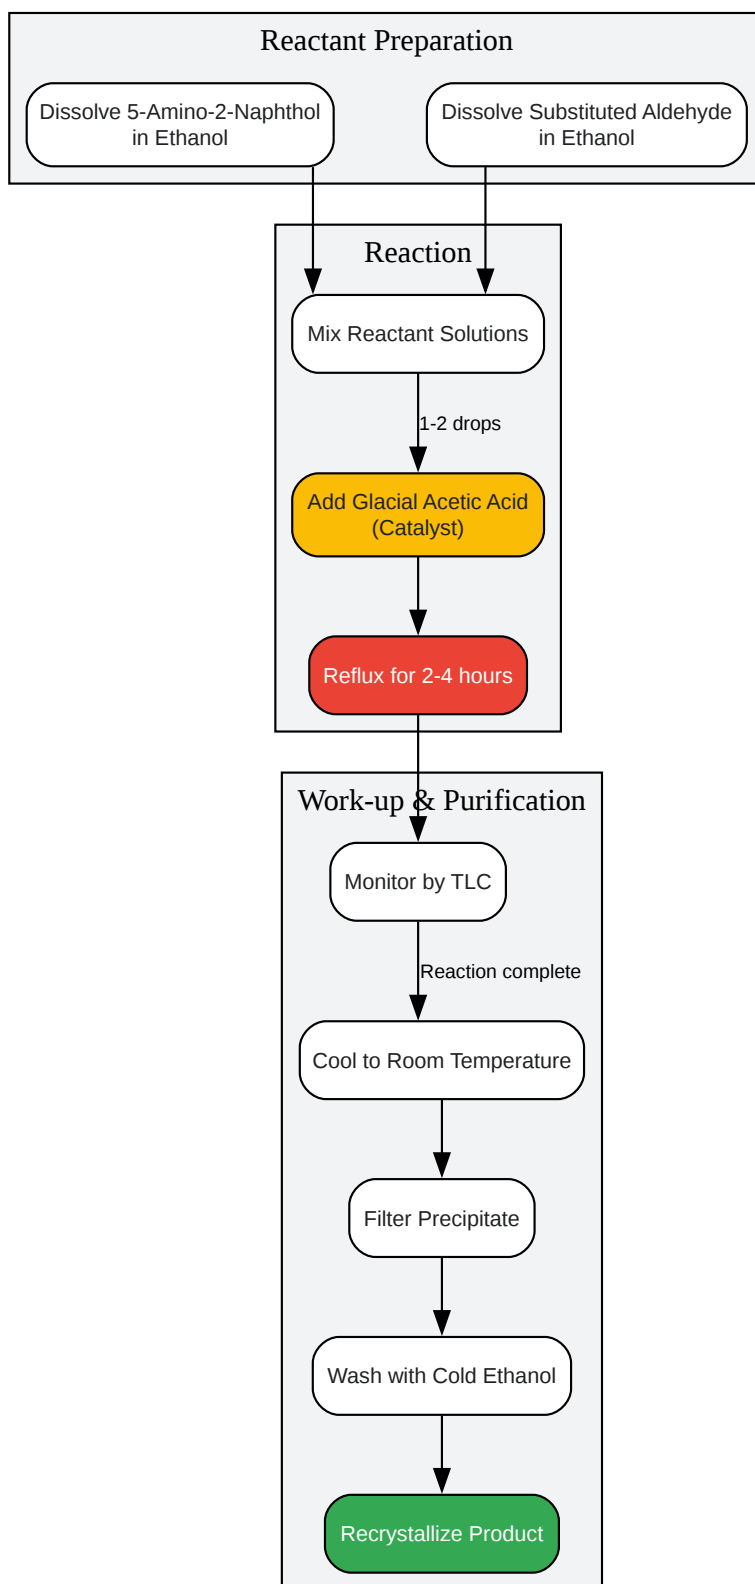 Reactant Preparation
Dissolve 5-Amino-2-Naphthol
in Ethanol
Dissolve Substituted Aldehyde
in Ethanol
Reaction
Mix Reactant Solutions
1-2 drops
Add Glacial Acetic Acid
(Catalyst)
Reflux for 2-4 hours
Work-up & Purification
Monitor by TLC
Reaction complete
Cool to Room Temperature
Filter Precipitate
Wash with Cold Ethanol
Recrystallize Product